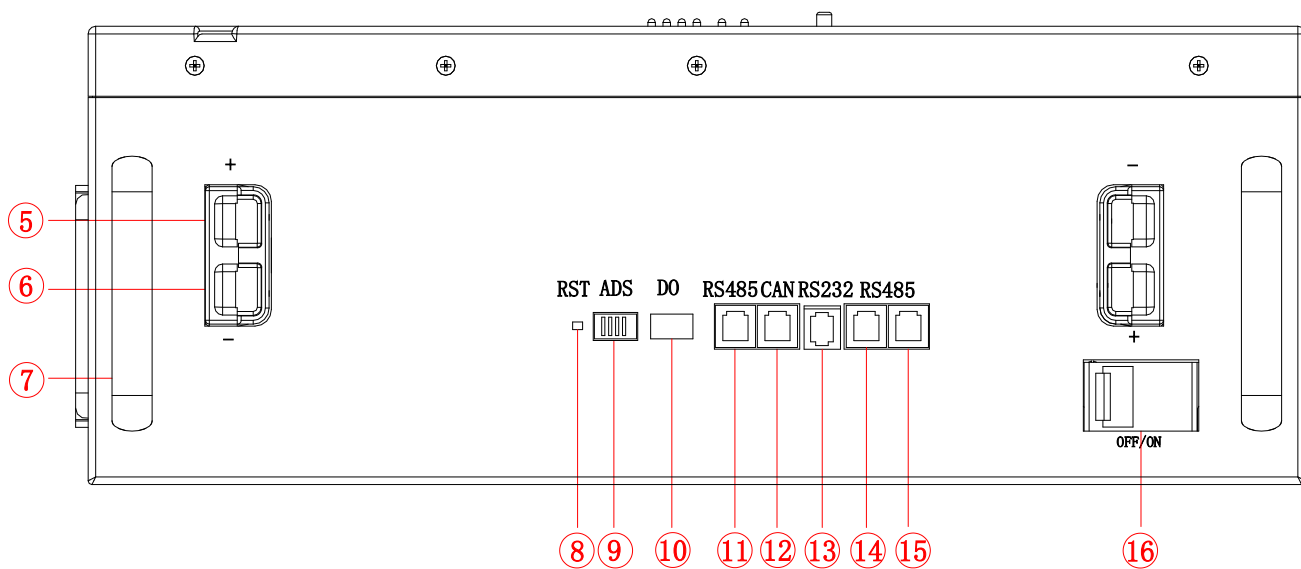 +
−
⑤
⑥
RST ADS DO RS485 CAN RS232 RS485
−
+
⑦
OFF/ON
⑧ ⑨ ⑩ ⑪ ⑫ ⑬ ⑭ ⑮ ⑯